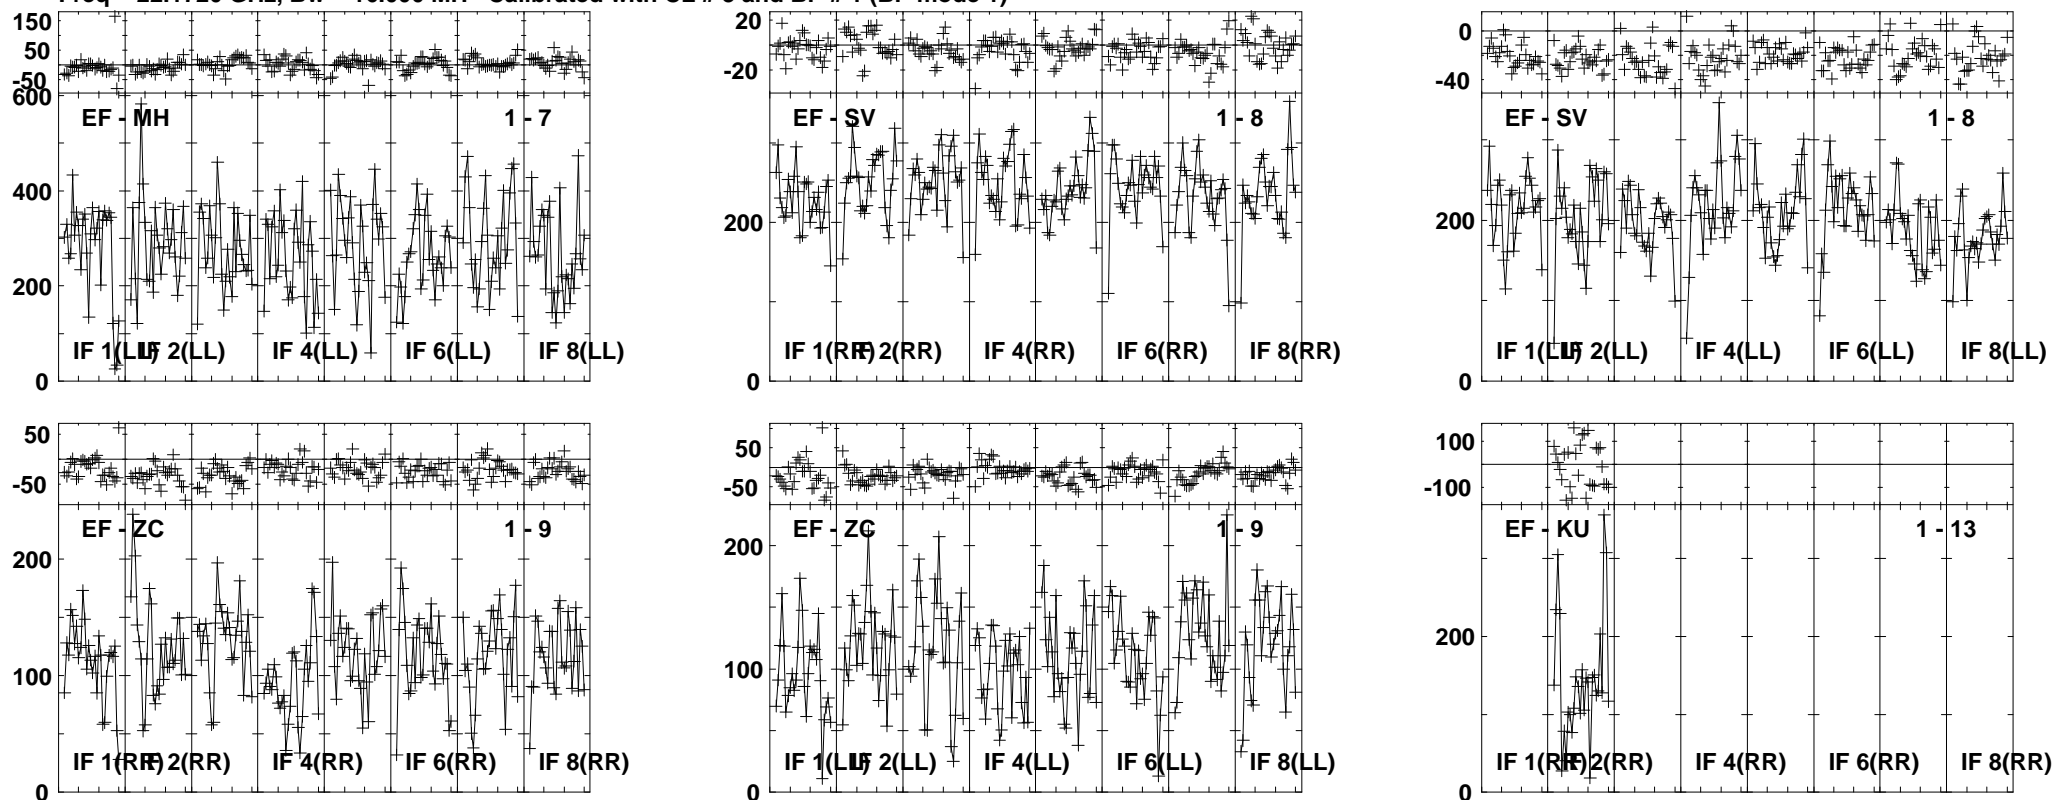 150
50
-50
600
EF - MH
1 - 7
400
200
0
IF 1(LL)
IF 2(LL)
IF 4(LL)
IF 6(LL)
IF 8(LL)
20
-20
EF - SV
1 - 8
200
0
IF 1(RR)
IF 2(RR)
IF 4(RR)
IF 6(RR)
IF 8(RR)
0
-40
EF - SV
1 - 8
200
0
IF 1(LL)
IF 2(LL)
IF 4(LL)
IF 6(LL)
IF 8(LL)
50
-50
EF - ZC
1 - 9
200
100
0
IF 1(RR)
IF 2(RR)
IF 4(RR)
IF 6(RR)
IF 8(RR)
50
-50
EF - ZC
1 - 9
200
100
0
IF 1(LL)
IF 2(LL)
IF 4(LL)
IF 6(LL)
IF 8(LL)
100
-100
EF - KU
1 - 13
200
0
IF 1(RR)
IF 2(RR)
IF 4(RR)
IF 6(RR)
IF 8(RR)